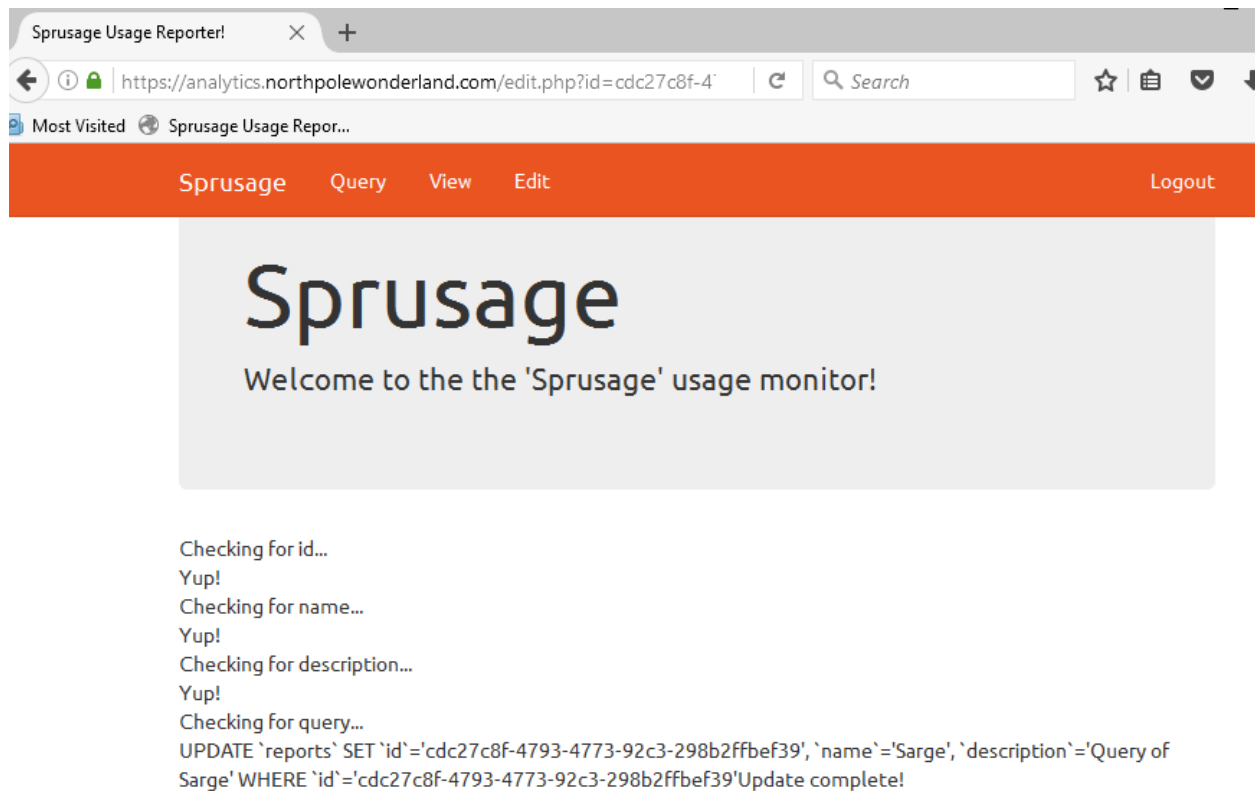 Sprusage Usage Reporter!
https://analytics.northpolewonderland.com/edit.php?id=cdc27c8f-4
Search
Most Visited Sprusage Usage Repor...
Sprusage Query View Edit Logout
Sprusage
Welcome to the the 'Sprusage' usage monitor!
Checking for id...
Yup!
Checking for name...
Yup!
Checking for description...
Yup!
Checking for query...
UPDATE `reports` SET `id`='cdc27c8f-4793-4773-92c3-298b2ffbef39', `name`='Sarge', `description`='Query of
Sarge' WHERE `id`='cdc27c8f-4793-4773-92c3-298b2ffbef39'Update complete!